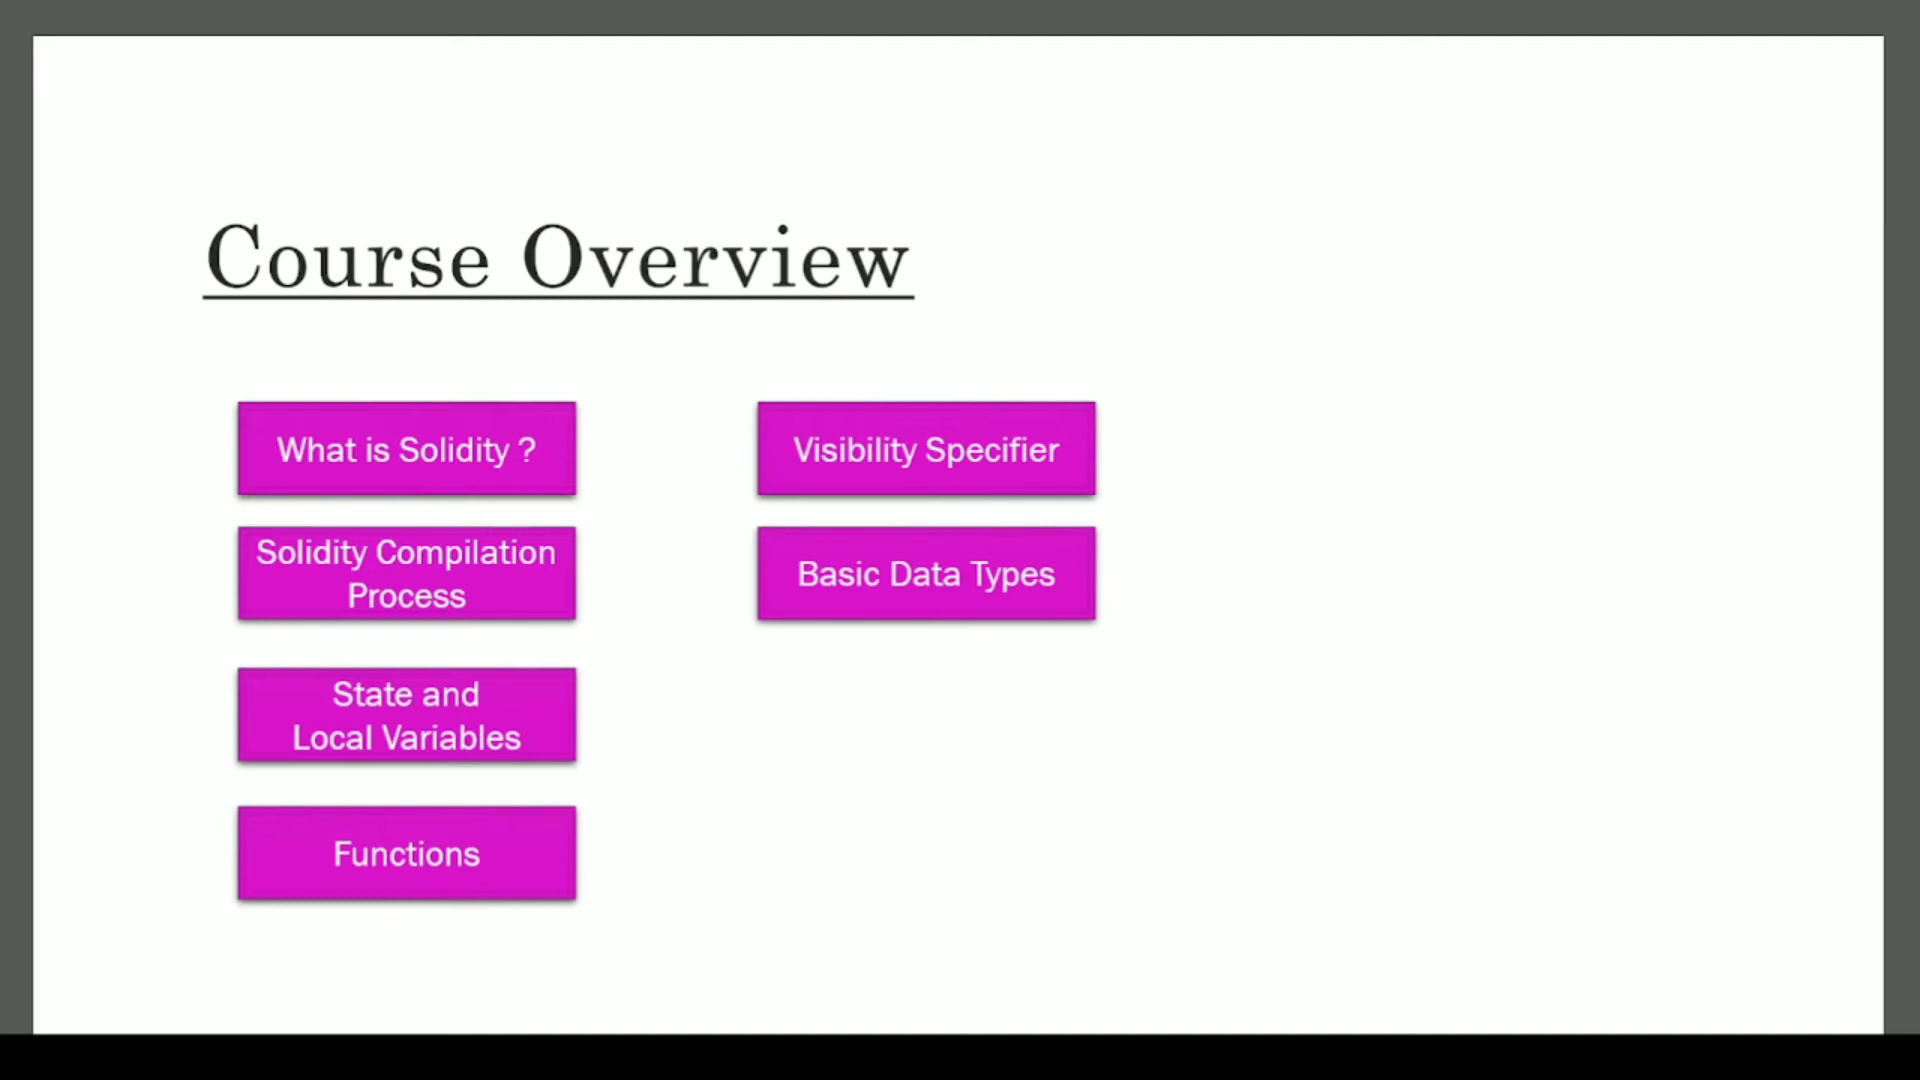 Course Overview
What is Solidity ?
Solidity Compilation
Process
State and
Local Variables
Functions
Visibility Specifier
Basic Data Types